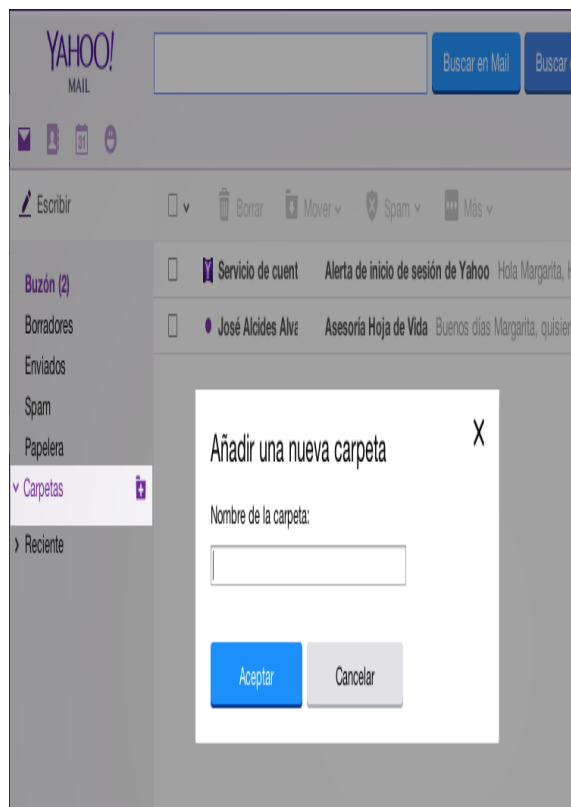 YAHOO!
MAIL
Buscar en Mail
Buscar
31
Escribir
Borrar Mover Spam Más
Buzón (2)
Servicio de cuent Alerta de inicio de sesión de Yahoo Hola Margarita,
Borradores
José Alcides Alva Asesoría Hoja de Vida Buenos días Margarita, quisier
Enviados
Spam
Papelera
Carpetas
Reciente
Añadir una nueva carpeta X
Nombre de la carpeta:
Aceptar Cancelar